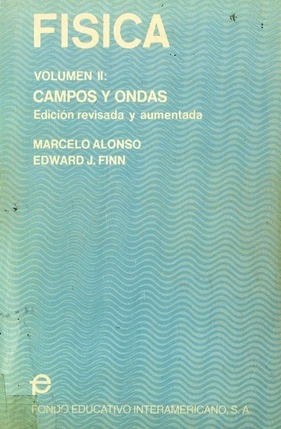 FISICA
VOLUMEN II:
CAMPOS Y ONDAS
Edición revisada y aumentada
MARCELO ALONSO
EDWARD J. FINN
FONDO EDUCATIVO INTERAMERICANO, S. A.